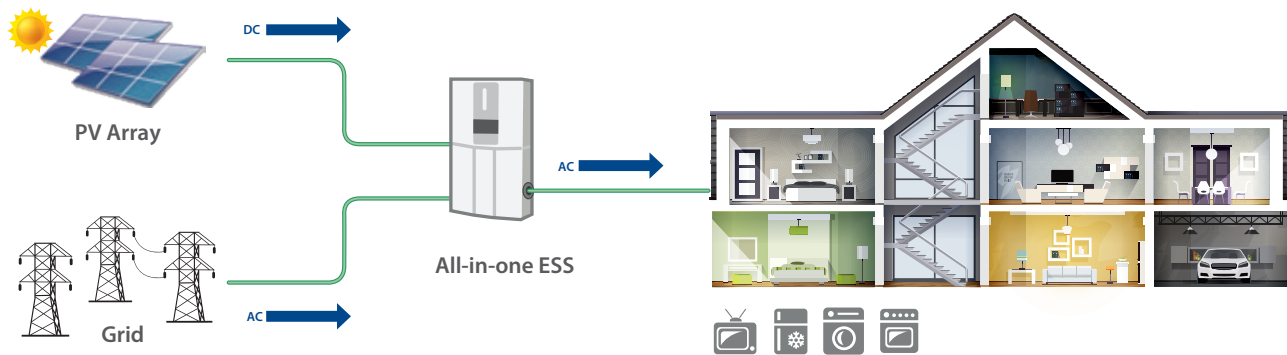 DC
PV Array
AC
All-in-one ESS
Grid
AC